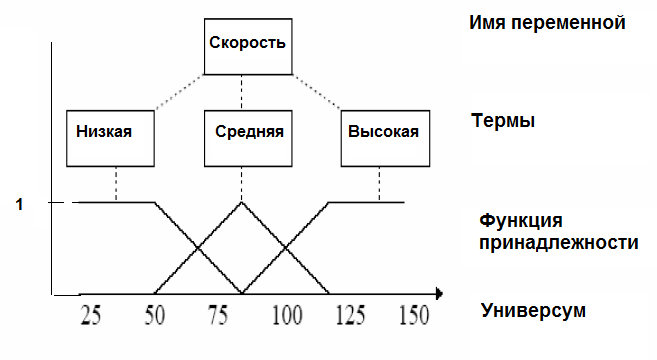 Имя переменной
Скорость
Низкая
Средняя
Высокая
Термы
1
Функция
принадлежности
25 50 75 100 125 150
Универсум